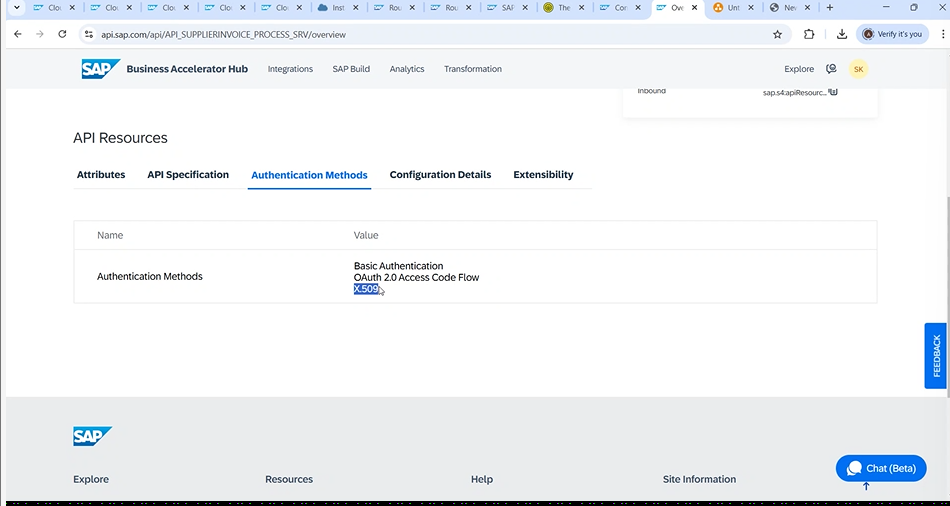 Clo
Clo
Clo
Clo
Clo
Inst
Rou
Rou
SAP
The
Con
Ove
Unt
Nev
api.sap.com/api/API_SUPPLIERINVOICE_PROCESS_SRV/overview
Verify it's you
SAP Business Accelerator Hub
Integrations
SAP Build
Analytics
Transformation
Explore
SK
Inbound
sap.s4:apiResourc...
API Resources
Attributes
API Specification
Authentication Methods
Configuration Details
Extensibility
Name
Value
Authentication Methods
Basic Authentication
OAuth 2.0 Access Code Flow
X.509
FEEDBACK
SAP
Chat (Beta)
Explore
Resources
Help
Site Information